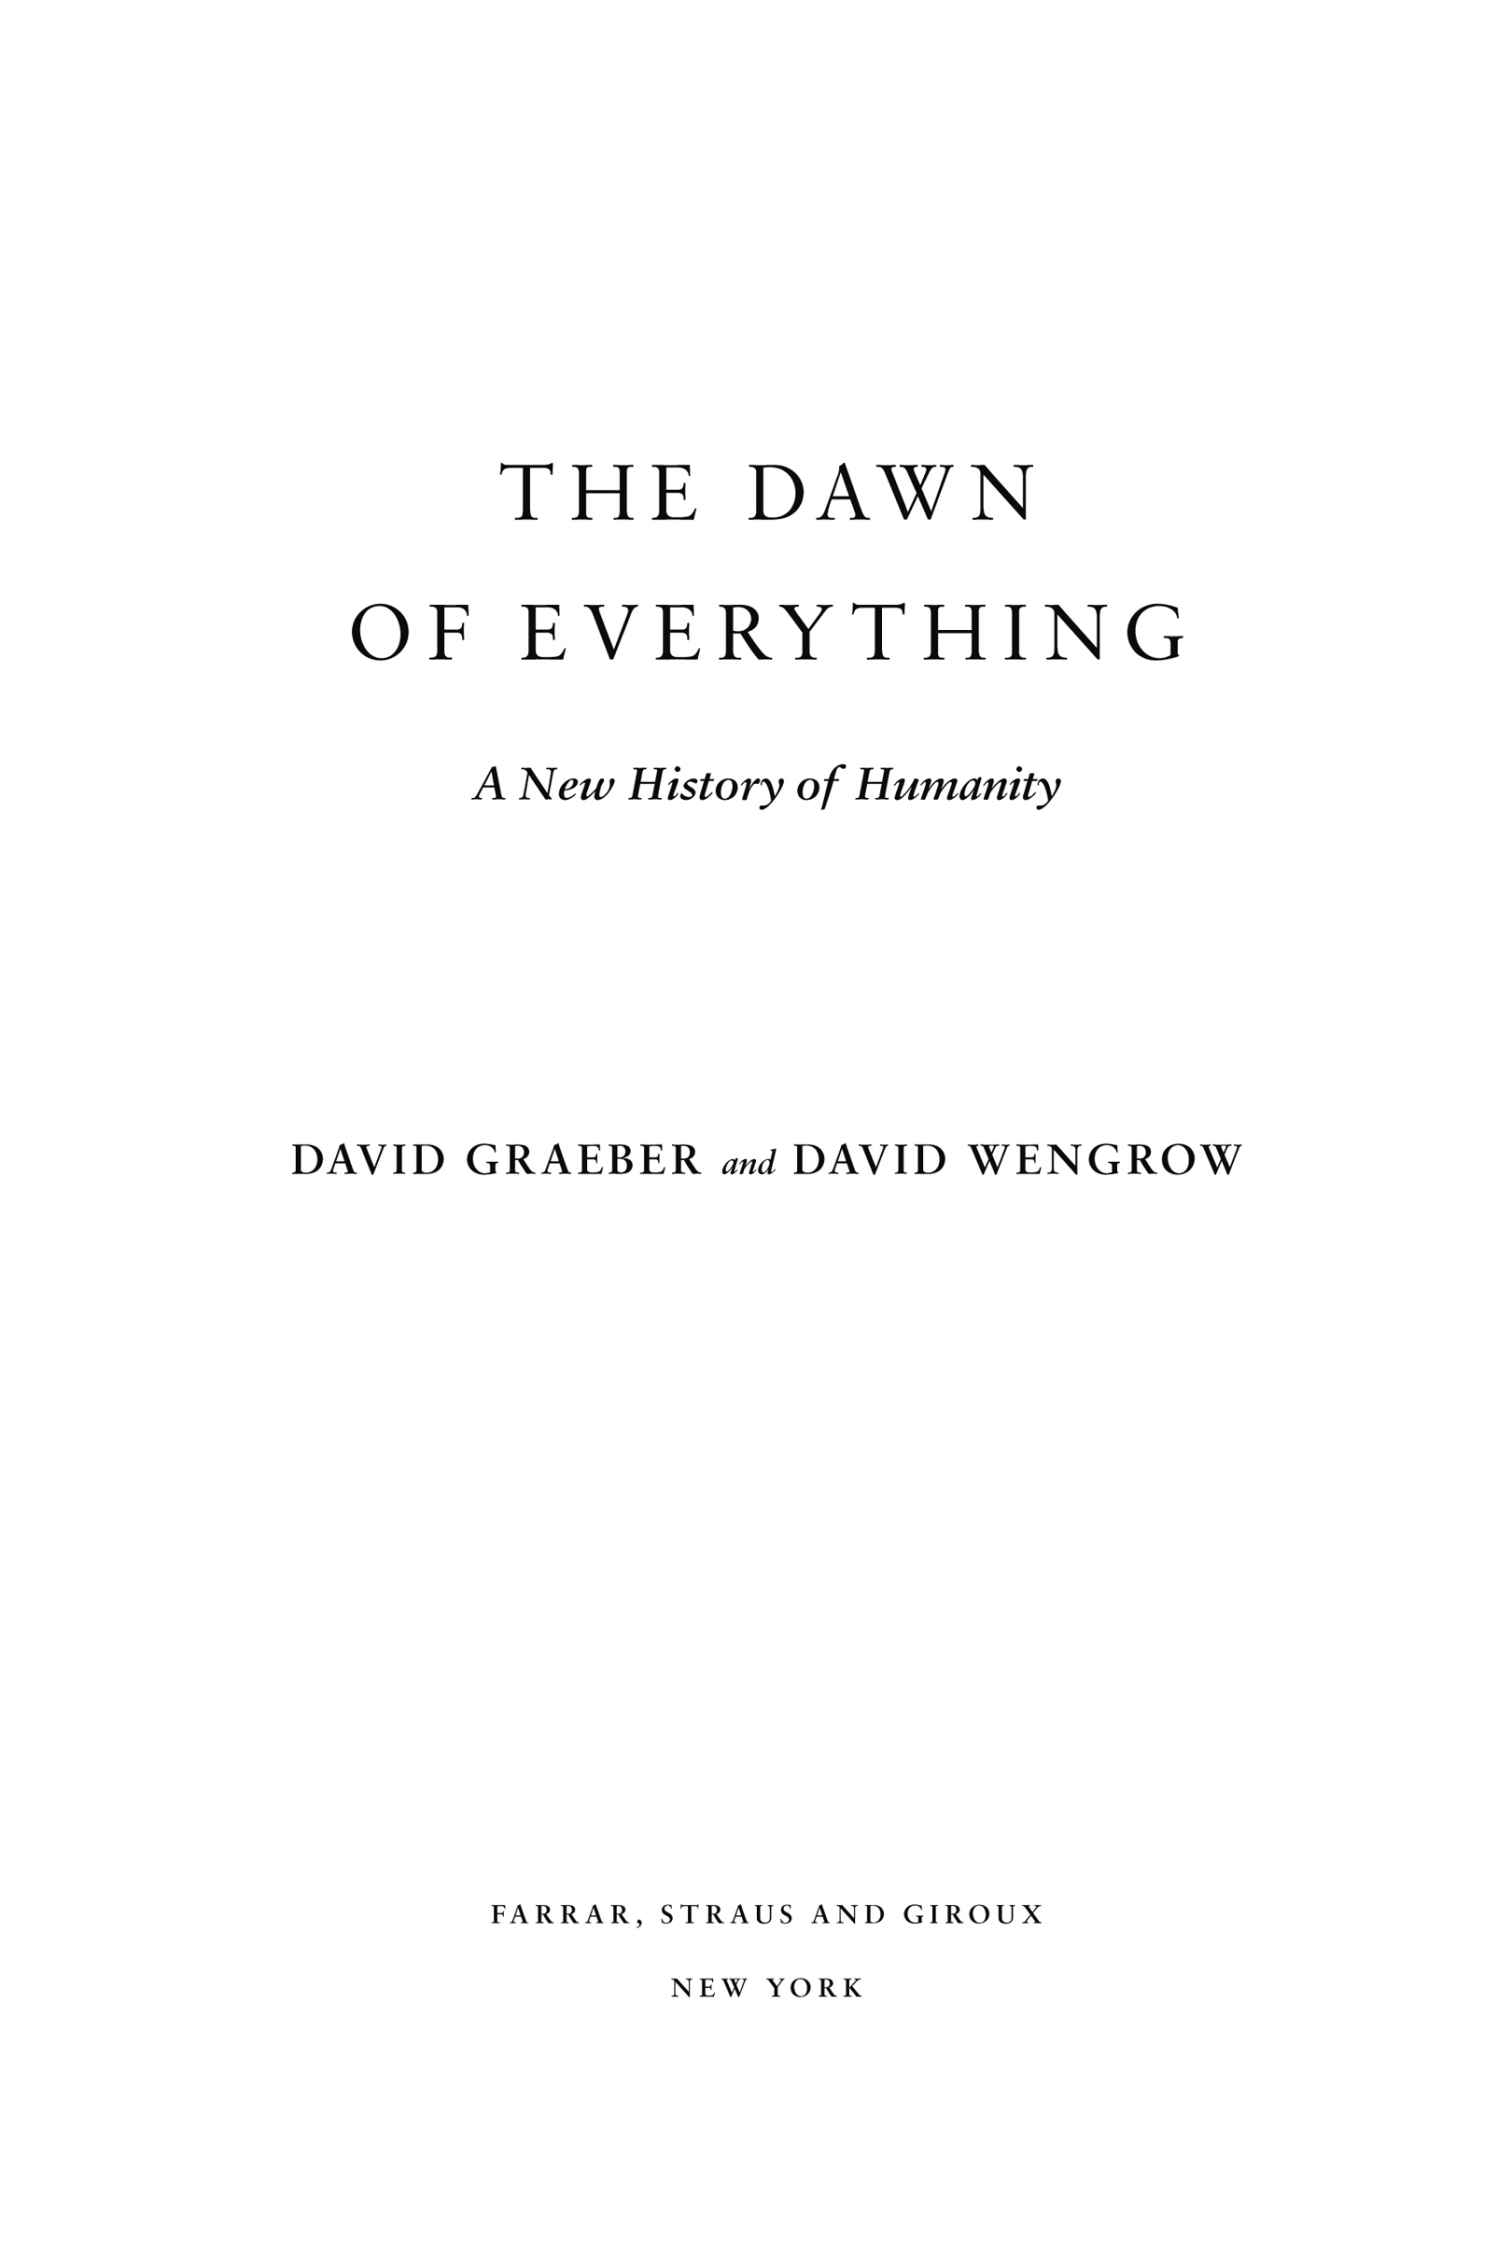 THE DAWN
OF EVERYTHING
A New History of Humanity
DAVID GRAEBER and DAVID WENGROW
FARRAR, STRAUS AND GIROUX
NEW YORK